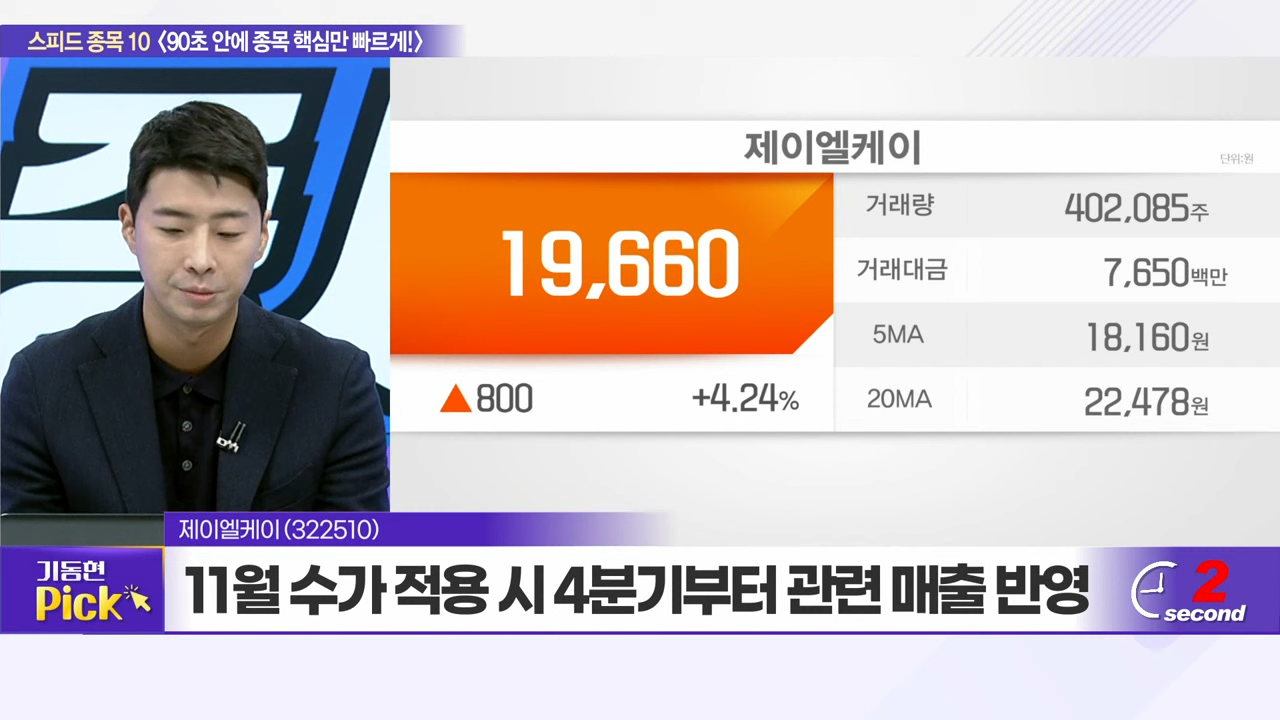 스피드 종목 10 〈90초 안에 종목 핵심만 빠르게!〉
제이엘케이
단위:원
19,660
▲800 +4.24%
거래량 402,085주
거래대금 7,650백만
5MA 18,160원
20MA 22,478원
제이엘케이(322510)
기동현
Pick
11월 수가 적용 시 4분기부터 관련 매출 반영
2
second